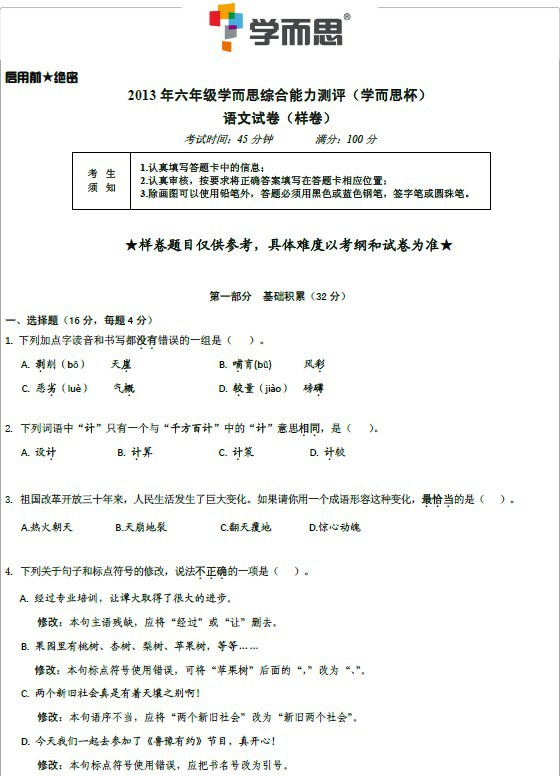 学而思®
启用前★绝密
2013 年六年级学而思综合能力测评（学而思杯）
语文试卷（样卷）
考试时间：45 分钟 满分：100 分
考 生 须 知
1.认真填写答题卡中的信息；
2.认真审核，按要求将正确答案填写在答题卡相应位置；
3.除画图可以使用铅笔外，答题必须用黑色或蓝色钢笔，签字笔或圆珠笔。
★样卷题目仅供参考，具体难度以考纲和试卷为准★
第一部分 基础积累（32 分）
一、选择题（16 分，每题 4 分）
1. 下列加点字读音和书写都没有错误的一组是（ ）。
A. 剥削（bō） 天崖 B. 哺育(bǔ) 风彩
C. 恶劣（luè） 气概 D. 较量（jiào） 磅礴
2. 下列词语中“计”只有一个与“千方百计”中的“计”意思相同，是（ ）。
A. 设计 B. 计算 C. 计策 D. 计较
3. 祖国改革开放三十年来，人民生活发生了巨大变化。如果请你用一个成语形容这种变化，最恰当的是（ ）。
A.热火朝天 B.天崩地裂 C.翻天覆地 D.惊心动魄
4. 下列关于句子和标点符号的修改，说法不正确的一项是（ ）。
A. 经过专业培训，让谭大取得了很大的进步。
修改：本句主语残缺，应将“经过”或“让”删去。
B. 果园里有桃树、杏树、梨树、苹果树，等等……
修改：本句标点符号使用错误，可将“苹果树”后面的“，”改为“、”。
C. 两个新旧社会真是有着天壤之别啊！
修改：本句语序不当，应将“两个新旧社会”改为“新旧两个社会”。
D. 今天我们一起去参加了《鲁豫有约》节目，真开心！
修改：本句标点符号使用错误，应把书名号改为引号。